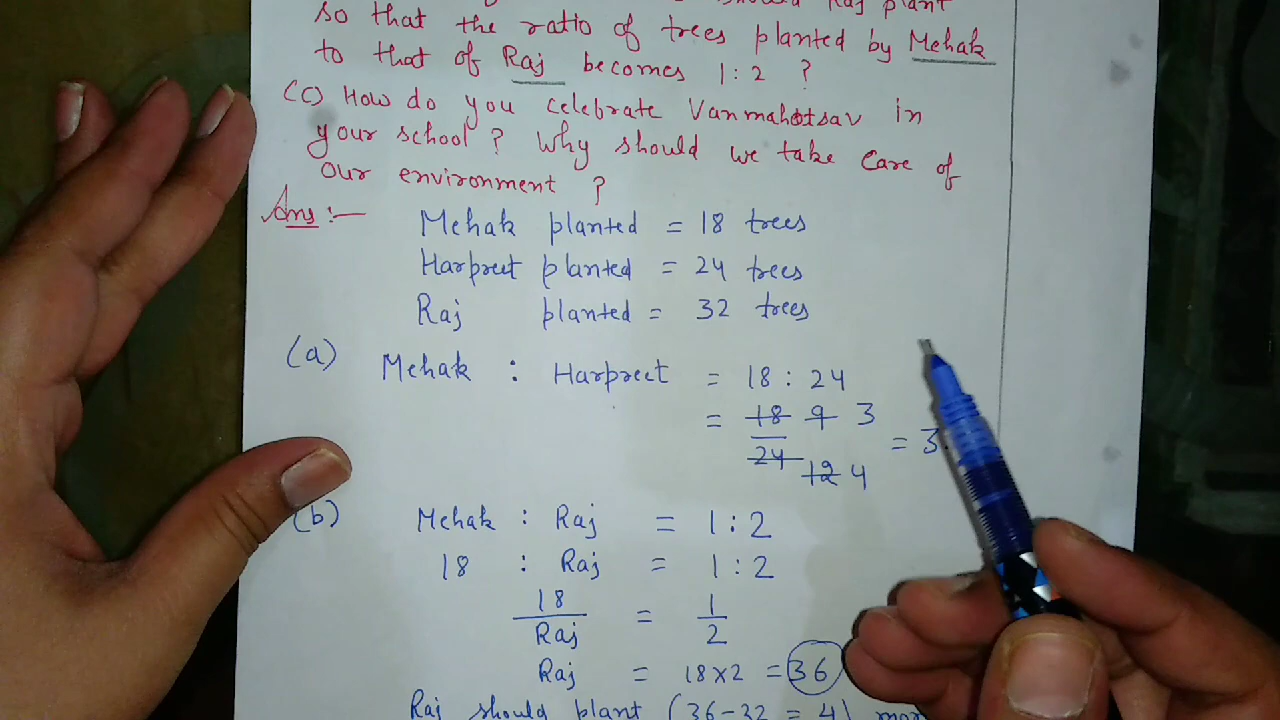 should Raj plant
so that the ratio of trees planted by Mehak
to that of Raj becomes 1:2 ?
(C) How do you celebrate Vanmahotsav in
your school ? Why should we take care of
our environment ?
Ans :-
Mehak planted = 18 trees
Harpreet planted = 24 trees
Raj planted = 32 trees
(a) Mehak : Harpreet = 18 : 24
= 18 9 3
24 12 4
= 3
(b) Mehak : Raj = 1:2
18 : Raj = 1:2
18 / Raj = 1 / 2
Raj = 18×2 = 36
Raj should plant (36-32 = 4)